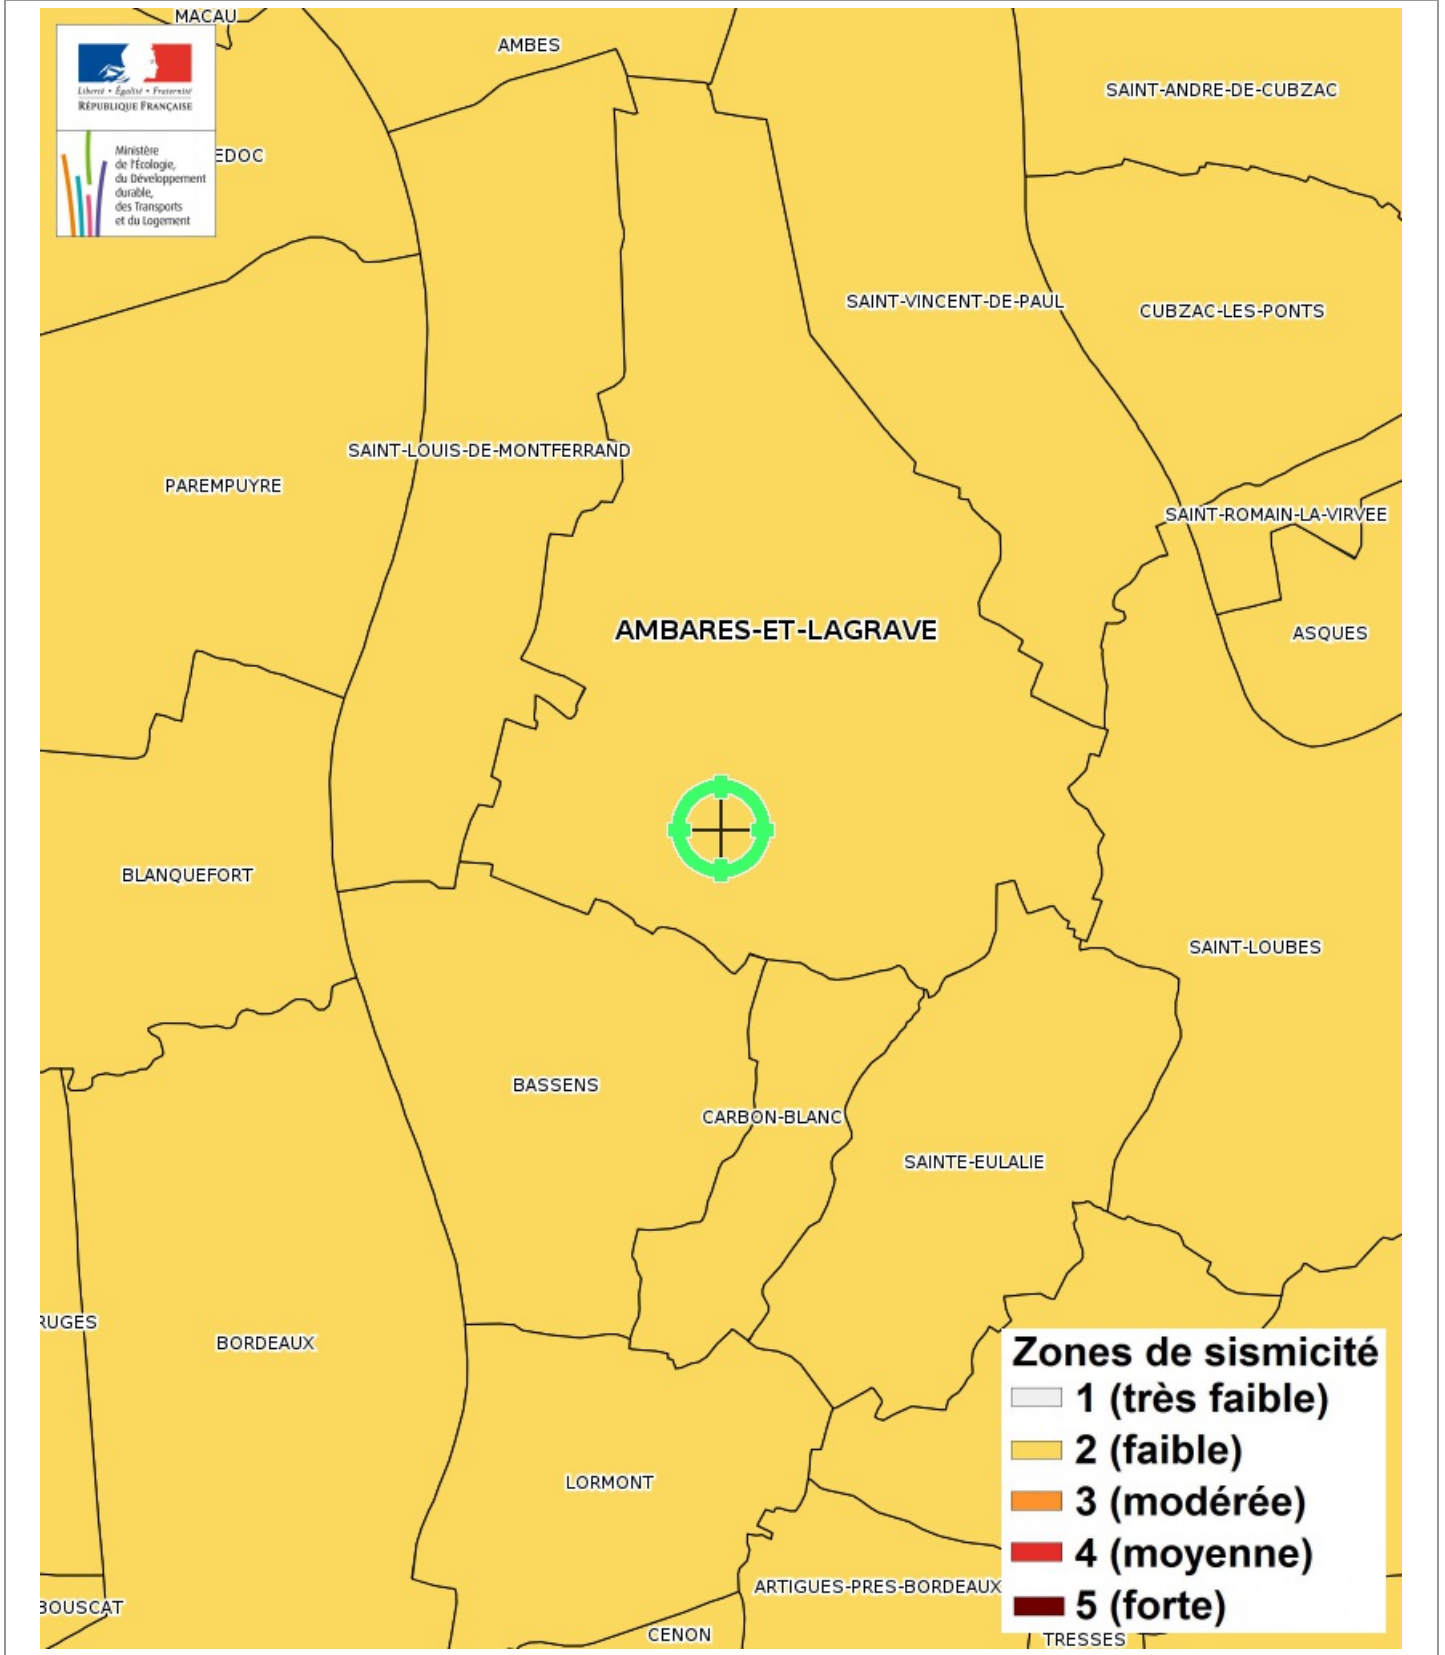 MACAU
AMBES
SAINT-ANDRE-DE-CUBZAC
Liberté • Égalité • Fraternité
RÉPUBLIQUE FRANÇAISE
Ministère
de l'Écologie,
du Développement
durable,
des Transports
et du Logement
EDOC
SAINT-VINCENT-DE-PAUL
CUBZAC-LES-PONTS
SAINT-LOUIS-DE-MONTFERRAND
PAREMPUYRE
SAINT-ROMAIN-LA-VIRVEE
AMBARES-ET-LAGRAVE
ASQUES
BLANQUEFORT
SAINT-LOUBES
BASSENS
CARBON-BLANC
SAINTE-EULALIE
RUGES
BORDEAUX
LORMONT
ARTIGUES-PRES-BORDEAUX
BOUSCAT
CENON
TRESSES
Zones de sismicité
1 (très faible)
2 (faible)
3 (modérée)
4 (moyenne)
5 (forte)